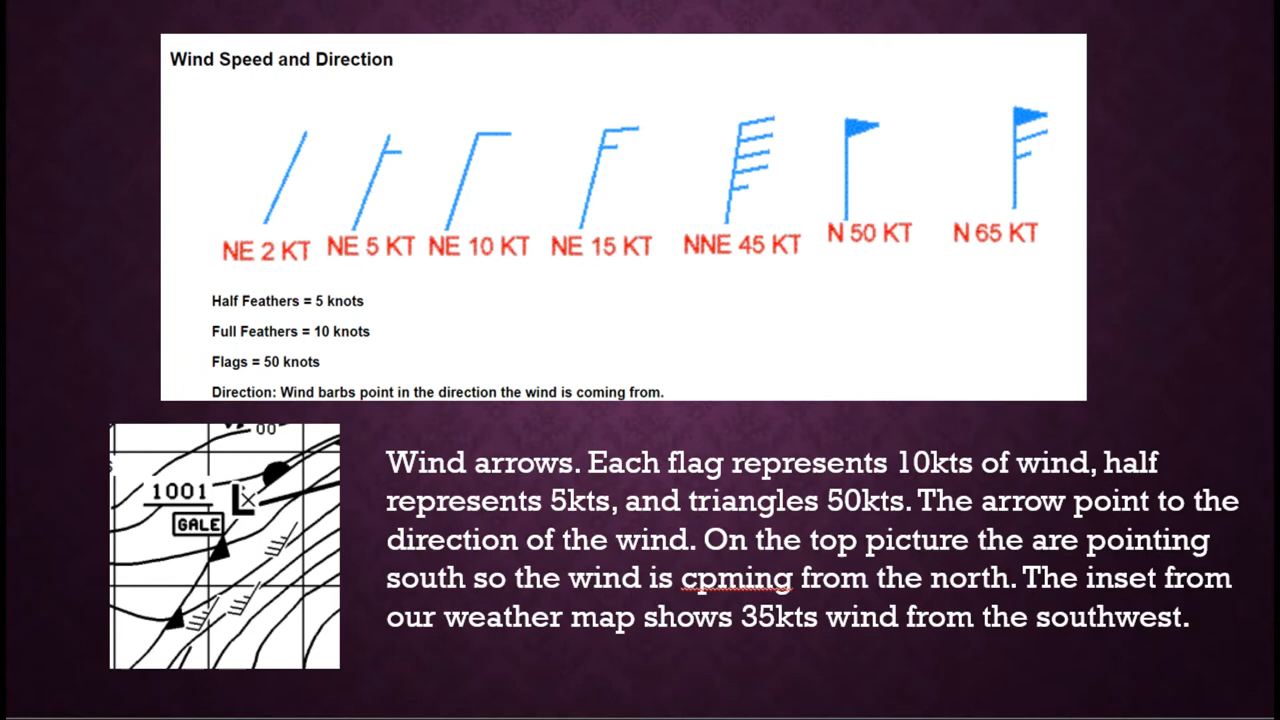 Wind Speed and Direction
NE 2 KT NE 5 KT NE 10 KT NE 15 KT NNE 45 KT N 50 KT N 65 KT
Half Feathers = 5 knots
Full Feathers = 10 knots
Flags = 50 knots
Direction: Wind barbs point in the direction the wind is coming from.
00
1001
L
GALE
Wind arrows. Each flag represents 10kts of wind, half
represents 5kts, and triangles 50kts. The arrow point to the
direction of the wind. On the top picture the are pointing
south so the wind is cpming from the north. The inset from
our weather map shows 35kts wind from the southwest.